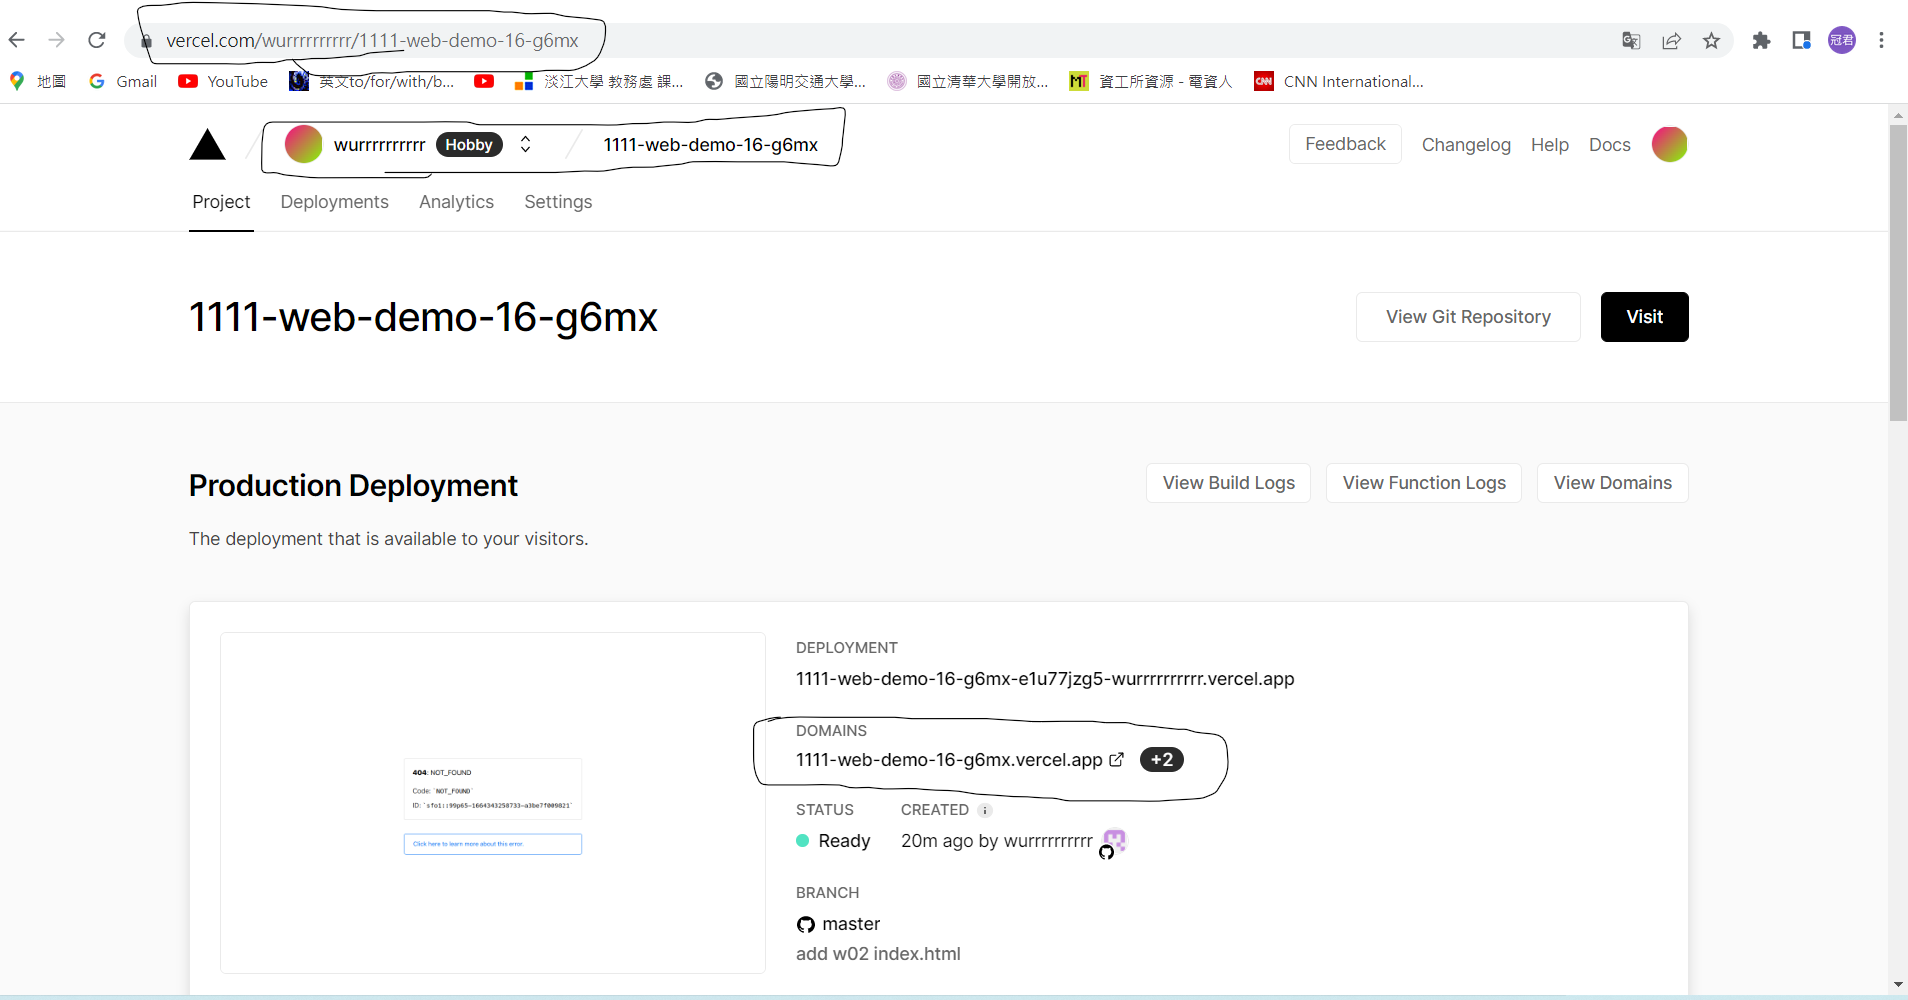 vercel.com/wurrrrrrrrrr/1111-web-demo-16-g6mx
冠君
地圖 Gmail YouTube 英文to/for/with/b... 淡江大學 教務處 課... 國立陽明交通大學... 國立清華大學開放... MT 資工所資源 - 電資人 CNN CNN International...
wurrrrrrrrrr Hobby 1111-web-demo-16-g6mx Feedback Changelog Help Docs
Project Deployments Analytics Settings
1111-web-demo-16-g6mx View Git Repository Visit
Production Deployment View Build Logs View Function Logs View Domains
The deployment that is available to your visitors.
DEPLOYMENT
1111-web-demo-16-g6mx-e1u77jzg5-wurrrrrrrrrr.vercel.app
DOMAINS
1111-web-demo-16-g6mx.vercel.app +2
STATUS CREATED
Ready 20m ago by wurrrrrrrrrr
BRANCH
master
add w02 index.html
404: NOT_FOUND
Code: `NOT_FOUND`
ID: `sfo1::99p65-1664343258733-a3be7f009821`
Click here to learn more about this error.